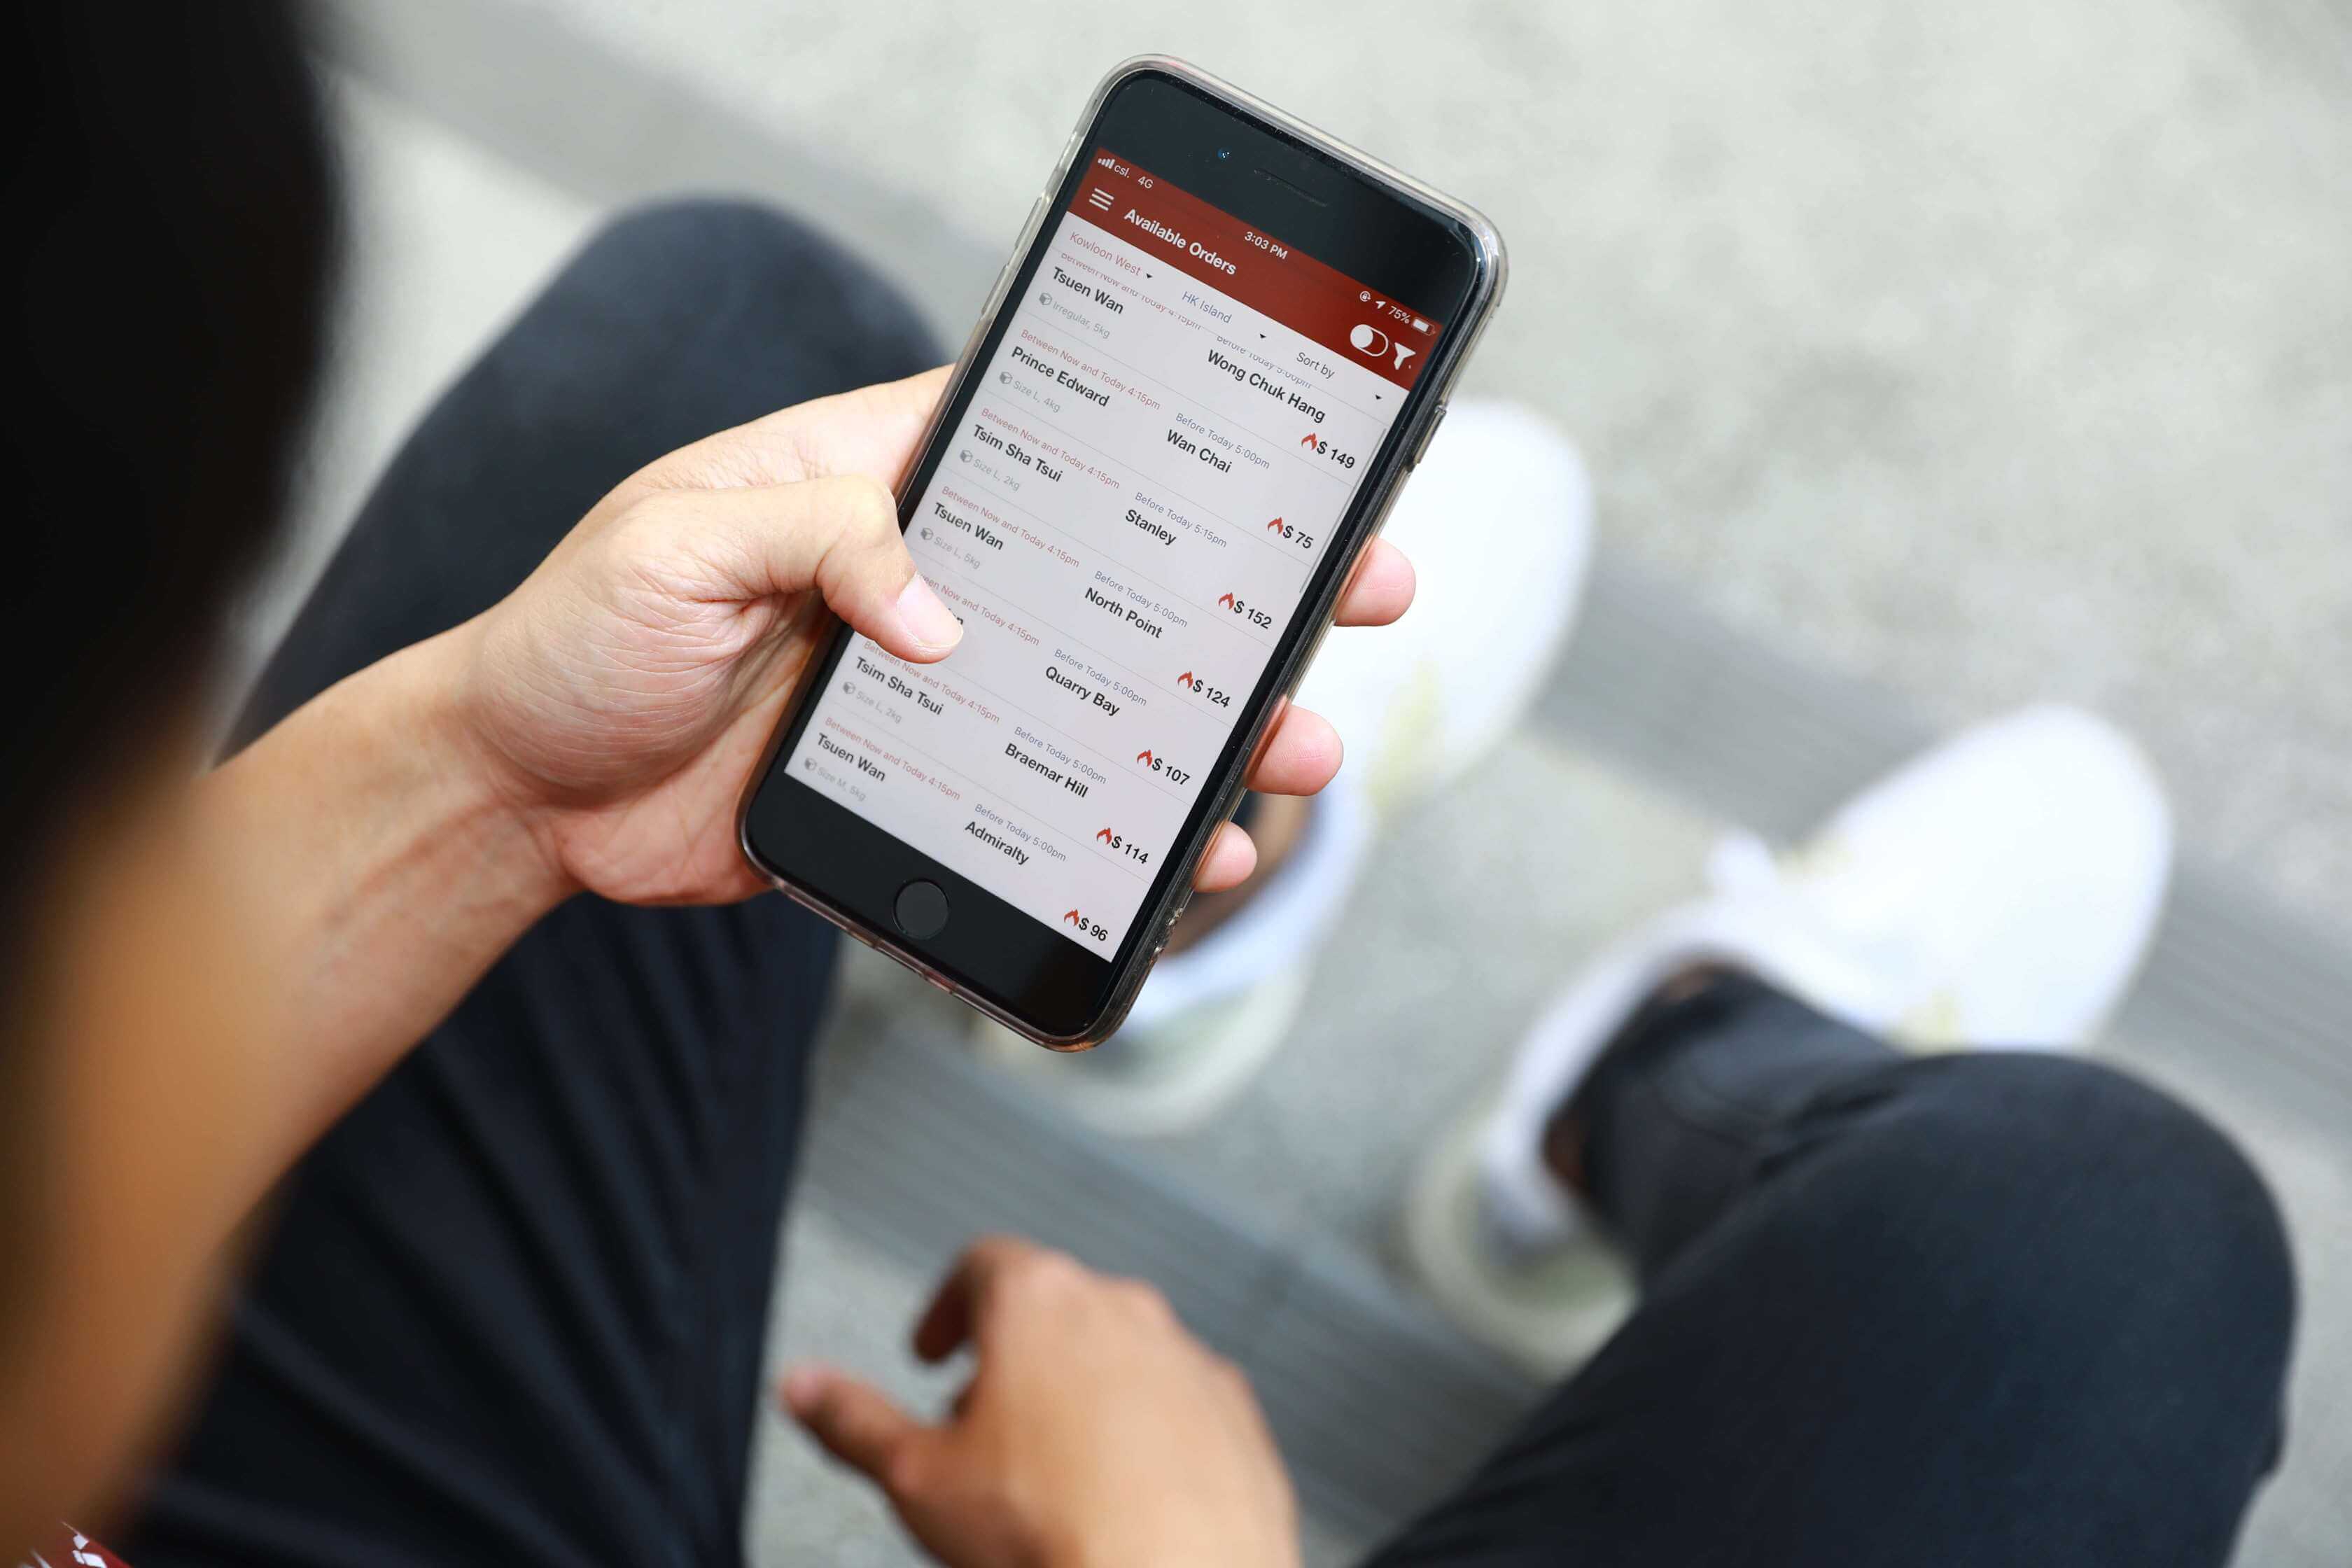 csl. 4G 3:03 PM 75%
Available Orders
Kowloon West HK Island Sort by
Between Now and Today 4:15pm Before Today 5:00pm
Tsuen Wan Wong Chuk Hang
Irregular, 5kg $ 149
Between Now and Today 4:15pm Before Today 5:00pm
Prince Edward Wan Chai
Size L, 4kg $ 75
Between Now and Today 4:15pm Before Today 5:15pm
Tsim Sha Tsui Stanley
Size L, 2kg $ 152
Between Now and Today 4:15pm Before Today 5:00pm
Tsuen Wan North Point
Size L, 5kg $ 124
Now and Today 4:15pm Before Today 5:00pm
Quarry Bay
$ 107
Between Now and Today 4:15pm Before Today 5:00pm
Tsim Sha Tsui Braemar Hill
Size L, 2kg $ 114
Between Now and Today 4:15pm Before Today 5:00pm
Tsuen Wan Admiralty
Size M, 5kg $ 96